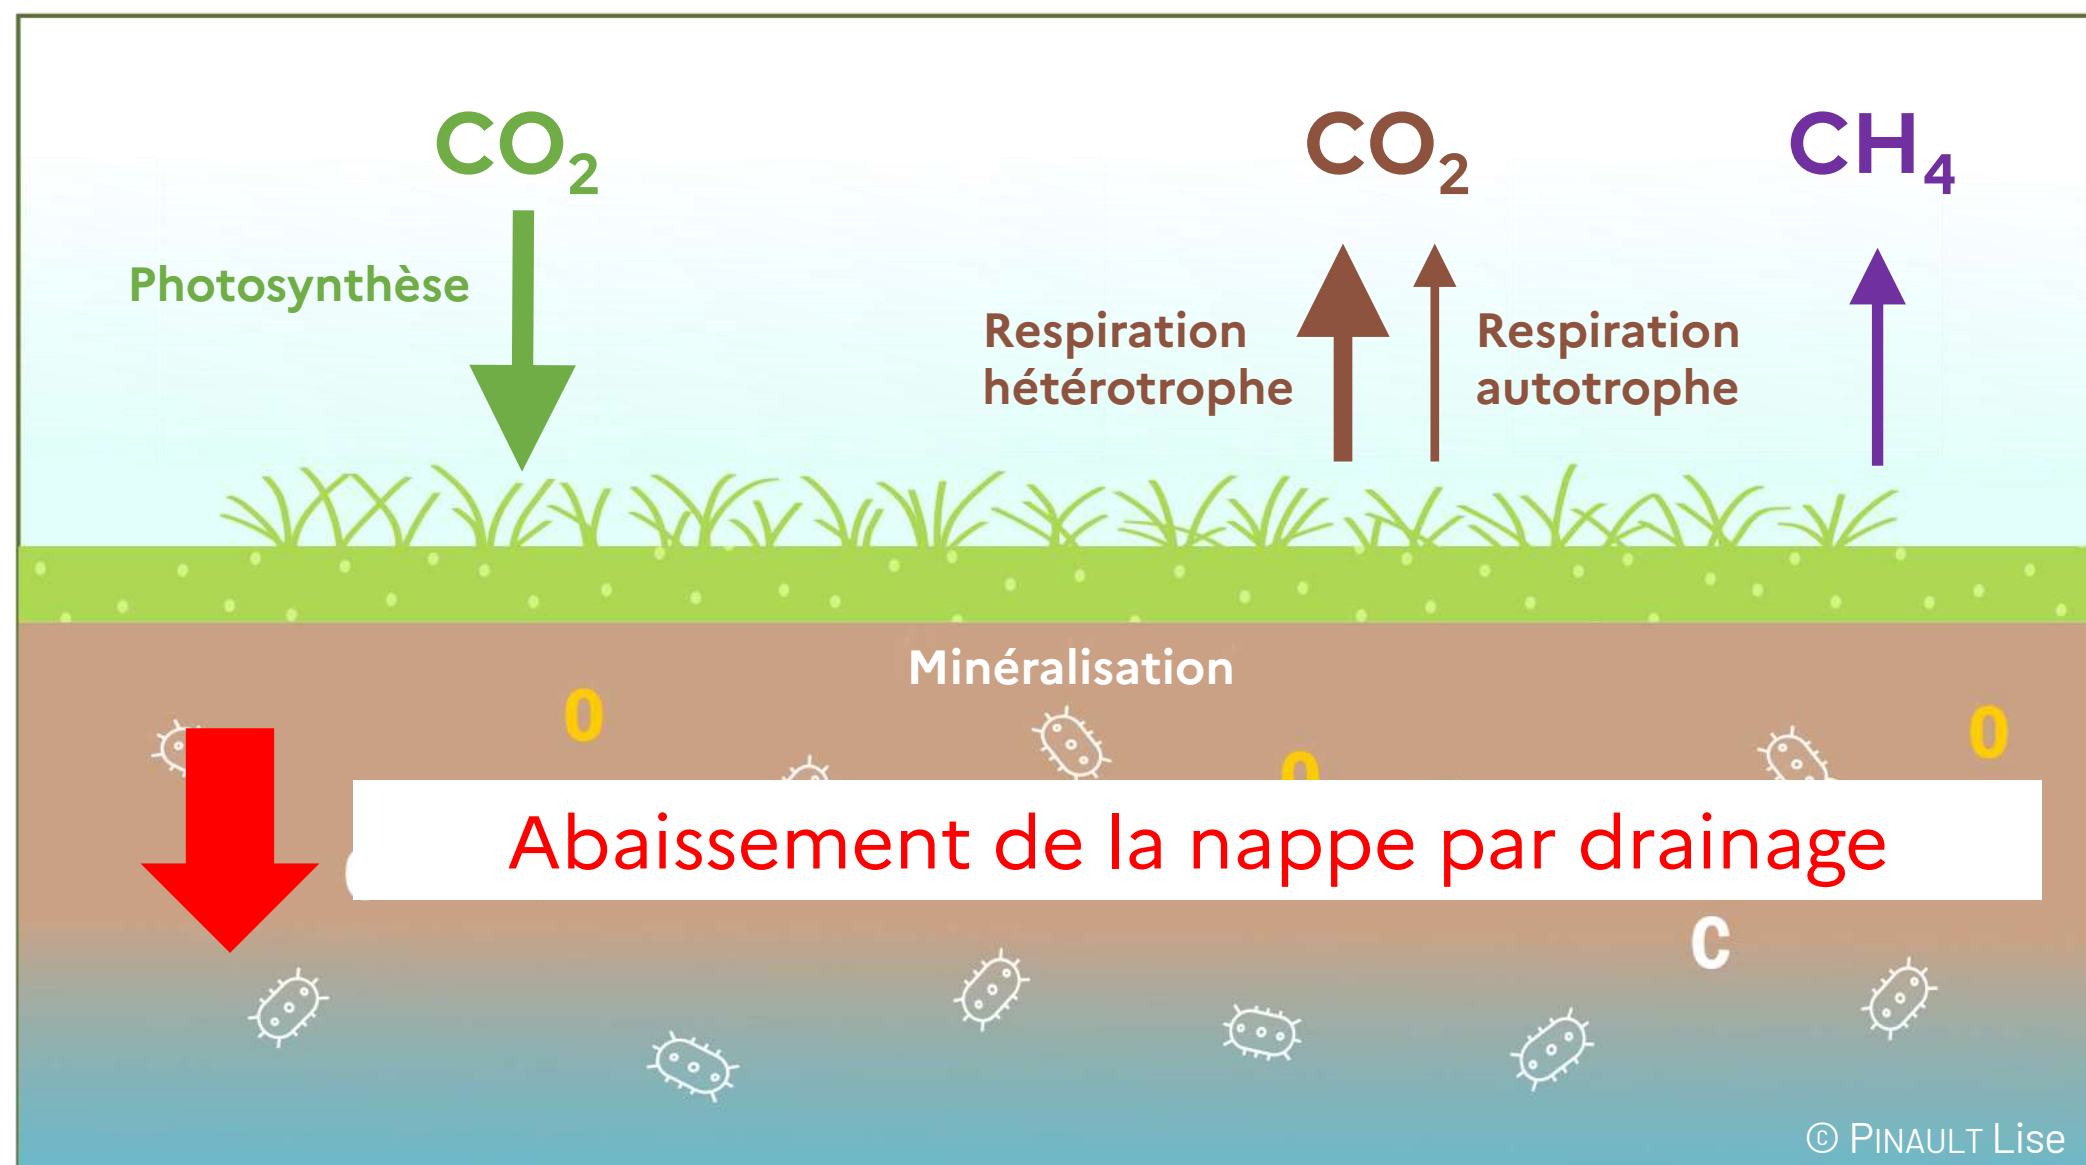 CO₂
CO₂
CH₄
Photosynthèse
Respiration
hétérotrophe
Respiration
autotrophe
Minéralisation
O
O
O
Abaissement de la nappe par drainage
C
© PINAULT Lise